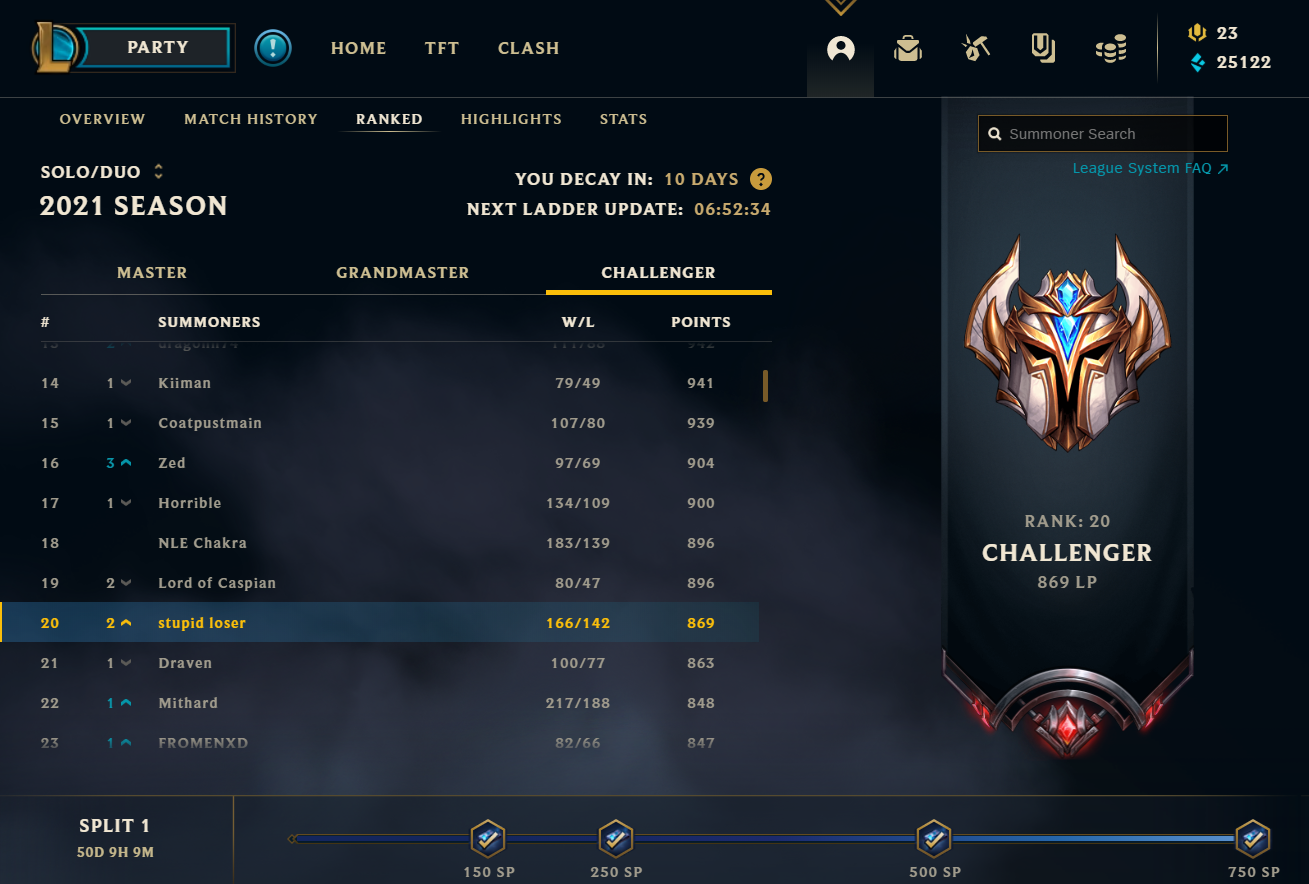 PARTY ! HOME TFT CLASH 23
25122
OVERVIEW MATCH HISTORY RANKED HIGHLIGHTS STATS
Summoner Search
League System FAQ
SOLO/DUO
2021 SEASON
YOU DECAY IN: 10 DAYS ?
NEXT LADDER UPDATE: 06:52:34
MASTER GRANDMASTER CHALLENGER
# SUMMONERS W/L POINTS
14 1 Kiiman 79/49 941
15 1 Coatpustmain 107/80 939
16 3 Zed 97/69 904
17 1 Horrible 134/109 900
18 NLE Chakra 183/139 896
19 2 Lord of Caspian 80/47 896
20 2 stupid loser 166/142 869
21 1 Draven 100/77 863
22 1 Mithard 217/188 848
23 1 FROMENXD 82/66 847
RANK: 20
CHALLENGER
869 LP
SPLIT 1
50D 9H 9M
150 SP 250 SP 500 SP 750 SP